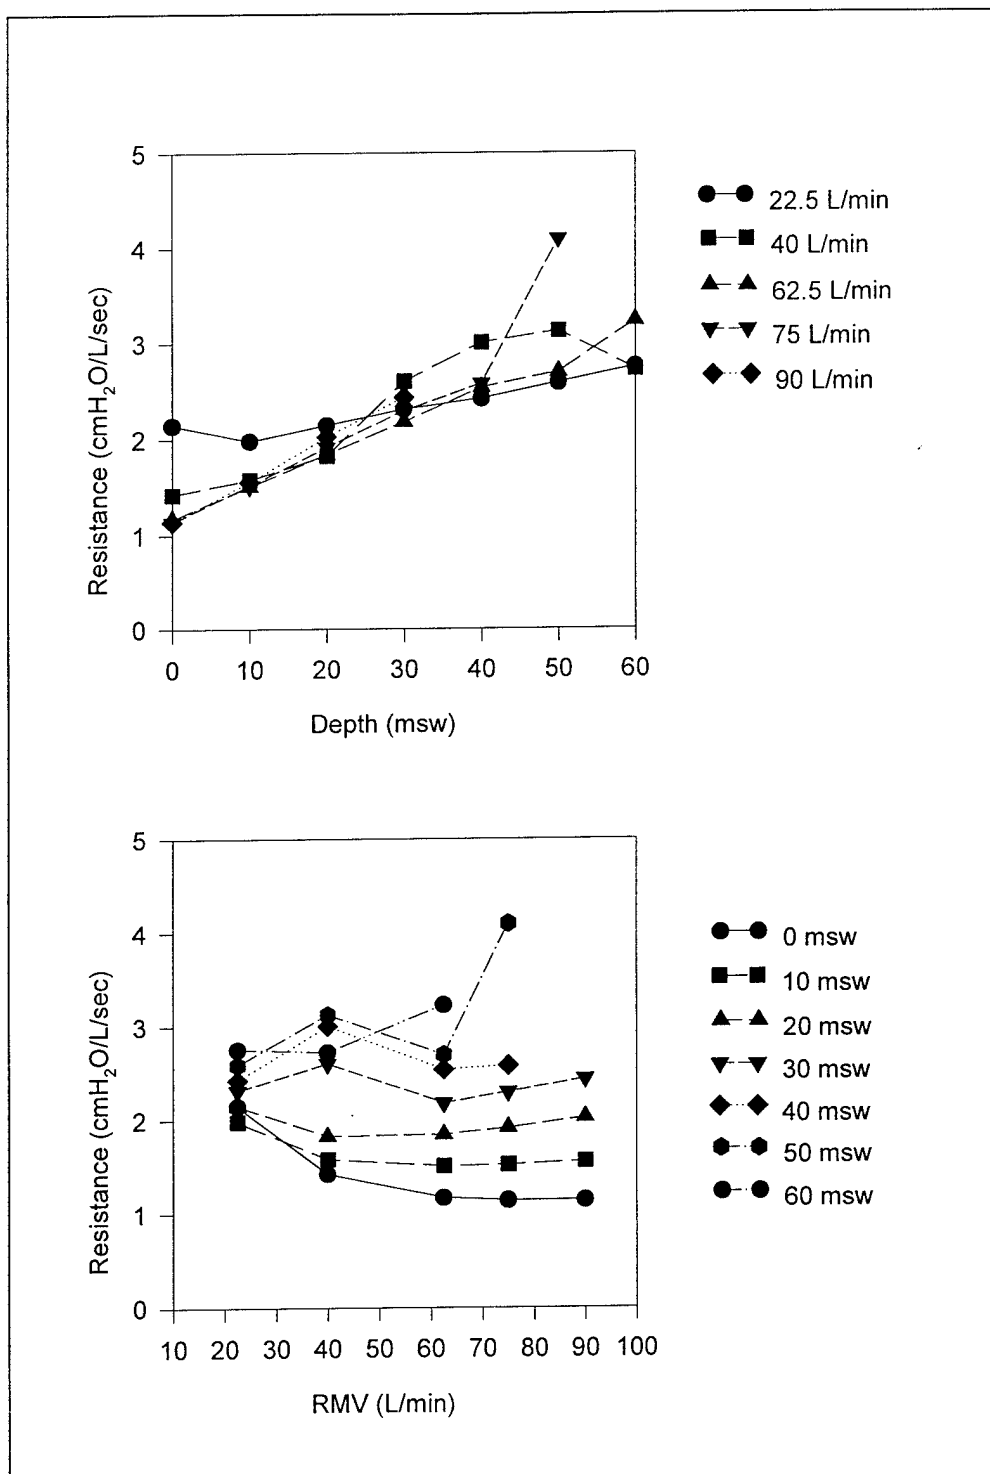 5
4
3
2
1
0
Resistance (cmH₂O/L/sec)
0 10 20 30 40 50 60
Depth (msw)
22.5 L/min
40 L/min
62.5 L/min
75 L/min
90 L/min
5
4
3
2
1
0
Resistance (cmH₂O/L/sec)
10 20 30 40 50 60 70 80 90 100
RMV (L/min)
0 msw
10 msw
20 msw
30 msw
40 msw
50 msw
60 msw